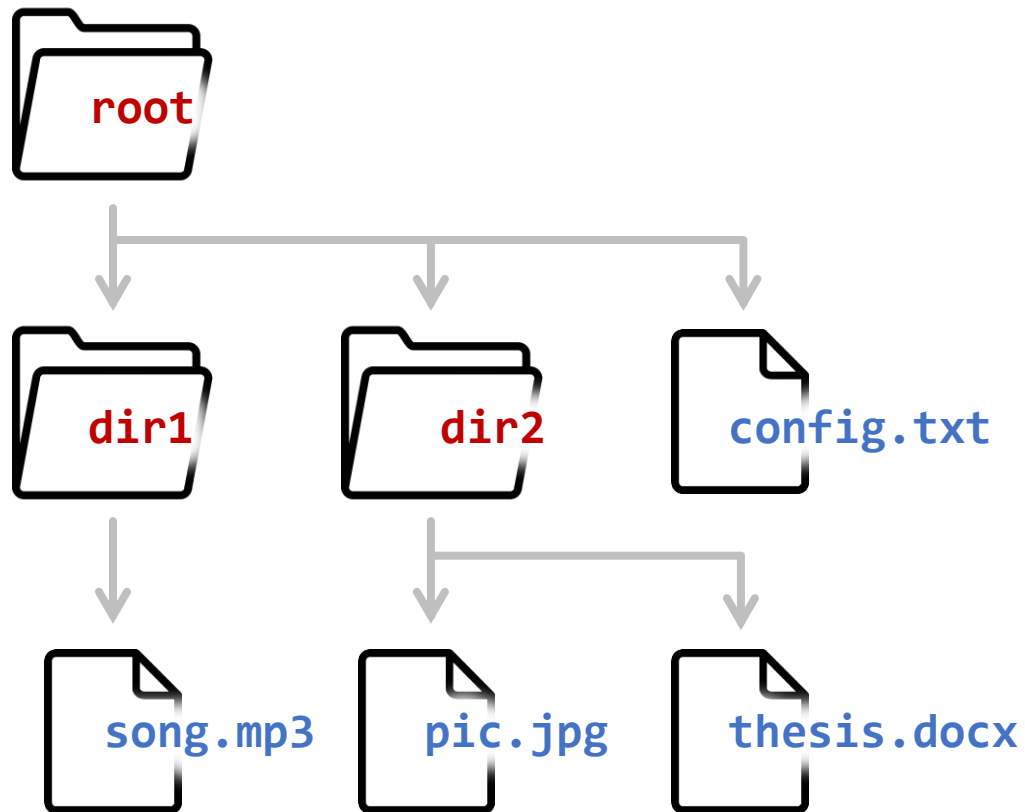 root
dir1 dir2 config.txt
song.mp3 pic.jpg thesis.docx